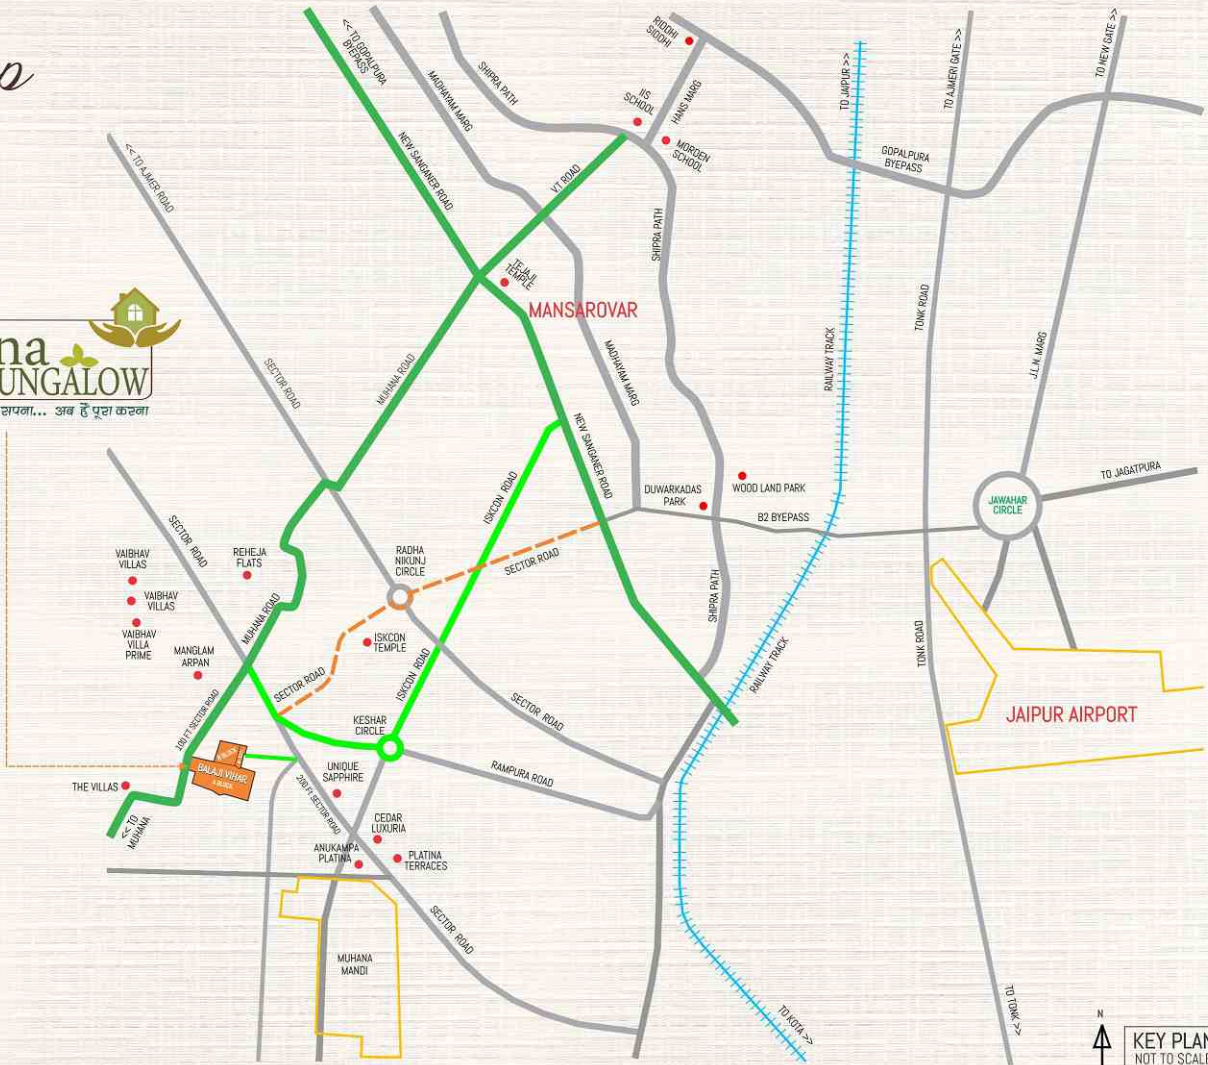 << TO GOPALPURA
BYEPASS
MADHAYAM MARG
SHIPRA PATH
RIDDHI
SIDDHI
IIS
SCHOOL
HANS MARG
MORDEN
SCHOOL
TO JAIPUR >>
TO AJMERI GATE >>
TO NEW GATE >>
GOPALPURA
BYEPASS
<< TO AJMER ROAD
NEW SANGANER ROAD
VT ROAD
SHIPRA PATH
TEJAJI
TEMPLE
MANSAROVAR
TONK ROAD
J.L.N. MARG
RAILWAY TRACK
UNGALOW
सपना... अब है पूरा करना
SECTOR ROAD
MUHANA ROAD
MADHAYAM MARG
NEW SANGANER ROAD
ISKCON ROAD
DUWARKADAS
PARK
WOOD LAND PARK
B2 BYEPASS
JAWAHAR
CIRCLE
TO JAGATPURA
SECTOR ROAD
VAIBHAV
VILLAS
VAIBHAV
VILLAS
VAIBHAV
VILLA
PRIME
REHEJA
FLATS
MUHANA ROAD
RADHA
NIKUNJ
CIRCLE
SECTOR ROAD
SHIPRA PATH
TONK ROAD
MANGLAM
ARPAN
ISKCON
TEMPLE
SECTOR ROAD
ISKCON ROAD
RAILWAY TRACK
100 FT SECTOR ROAD
KESHAR
CIRCLE
SECTOR ROAD
JAIPUR AIRPORT
BALAJI VIHAR
THE VILLAS
UNIQUE
SAPPHIRE
RAMPURA ROAD
200 Ft SECTOR ROAD
<< TO
MUHANA
CEDAR
LUXURIA
ANUKAMPA
PLATINA
PLATINA
TERRACES
SECTOR ROAD
MUHANA
MANDI
TO KOTA >>
TO TONK >>
N
KEY PLAN
NOT TO SCALE